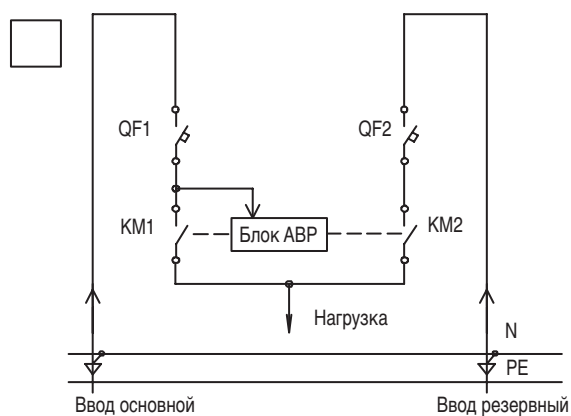 QF1
QF2
KM1
Блок АВР
KM2
Нагрузка
N
PE
Ввод основной
Ввод резервный